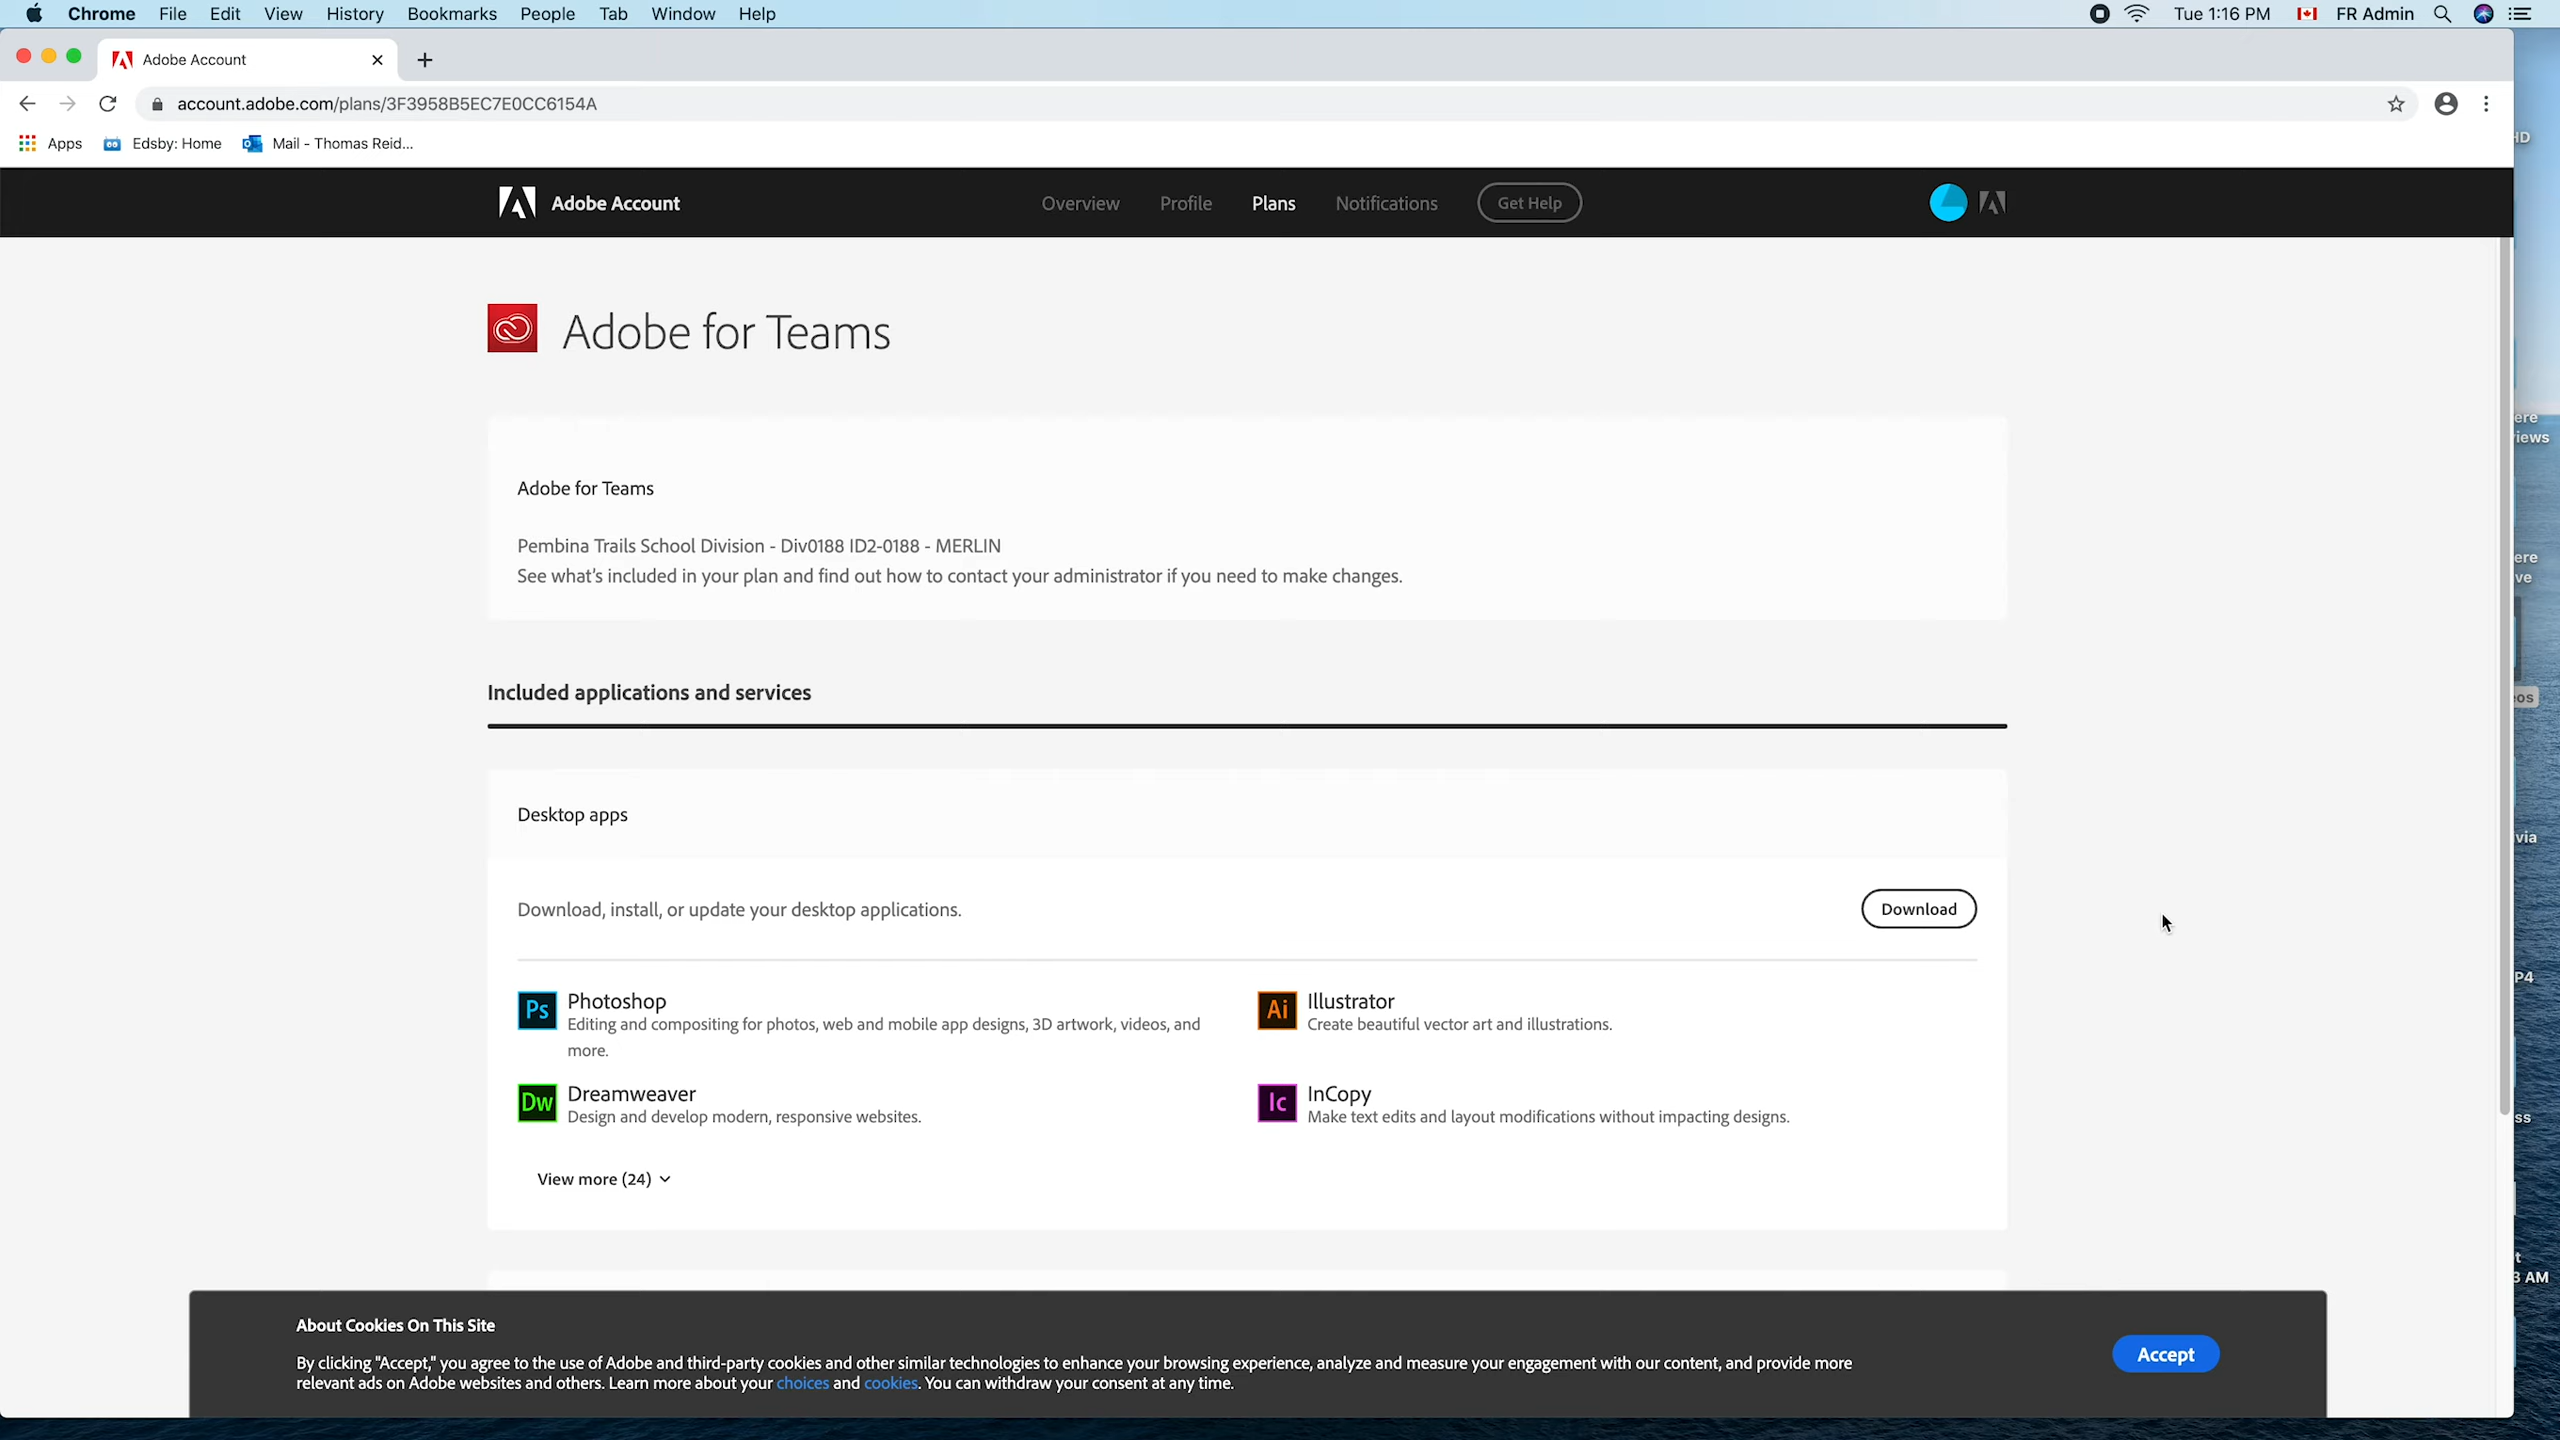 Chrome File Edit View History Bookmarks People Tab Window Help Tue 1:16 PM FR Admin
Adobe Account
account.adobe.com/plans/3F3958B5EC7E0CC6154A
Apps Edsby: Home Mail - Thomas Reid...
Adobe Account Overview Profile Plans Notifications Get Help
Adobe for Teams
Adobe for Teams
Pembina Trails School Division - Div0188 ID2-0188 - MERLIN
See what's included in your plan and find out how to contact your administrator if you need to make changes.
Included applications and services
Desktop apps
Download, install, or update your desktop applications. Download
Ps Photoshop
Editing and compositing for photos, web and mobile app designs, 3D artwork, videos, and
more.
Ai Illustrator
Create beautiful vector art and illustrations.
Dw Dreamweaver
Design and develop modern, responsive websites.
Ic InCopy
Make text edits and layout modifications without impacting designs.
View more (24)
About Cookies On This Site
By clicking "Accept," you agree to the use of Adobe and third-party cookies and other similar technologies to enhance your browsing experience, analyze and measure your engagement with our content, and provide more
relevant ads on Adobe websites and others. Learn more about your choices and cookies. You can withdraw your consent at any time.
Accept